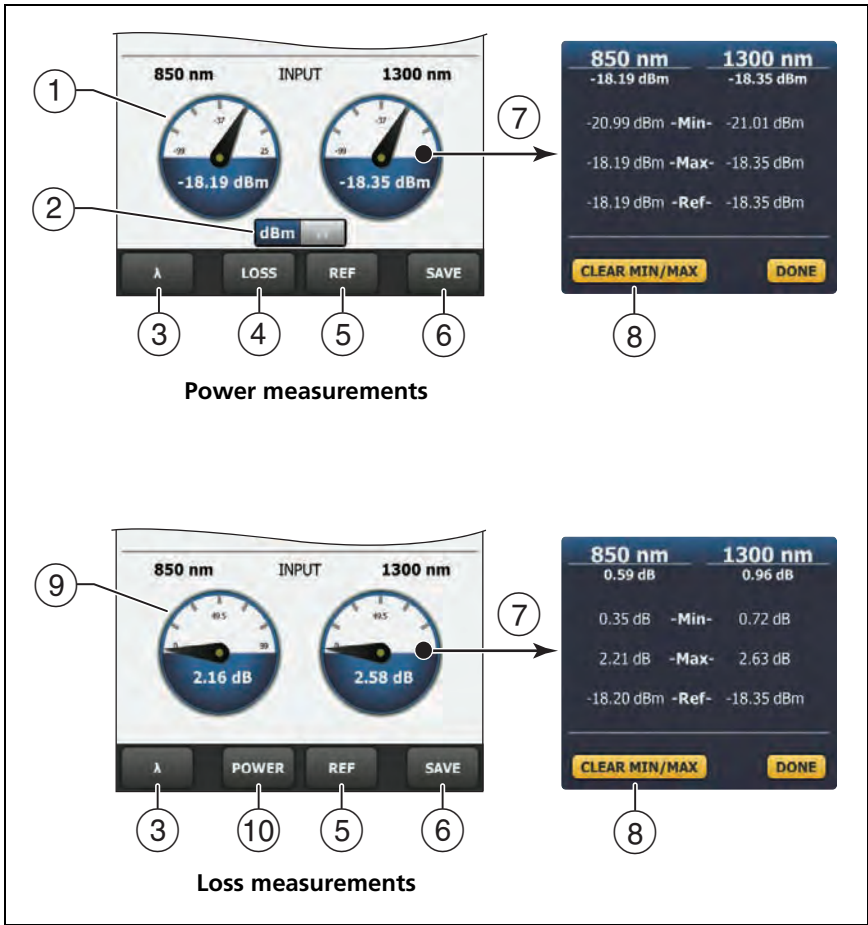 850 nm INPUT 1300 nm
1
-37 -37
-99 25 -99
-18.19 dBm -18.35 dBm
2
dBm
λ LOSS REF SAVE
3 4 5 6
7
850 nm 1300 nm
-18.19 dBm -18.35 dBm
-20.99 dBm -Min- -21.01 dBm
-18.19 dBm -Max- -18.35 dBm
-18.19 dBm -Ref- -18.35 dBm
CLEAR MIN/MAX DONE
8
Power measurements
850 nm INPUT 1300 nm
9
49.5 49.5
0 99
2.16 dB 2.58 dB
λ POWER REF SAVE
3 10 5 6
7
850 nm 1300 nm
0.59 dB 0.96 dB
0.35 dB -Min- 0.72 dB
2.21 dB -Max- 2.63 dB
-18.20 dBm -Ref- -18.35 dBm
CLEAR MIN/MAX DONE
8
Loss measurements